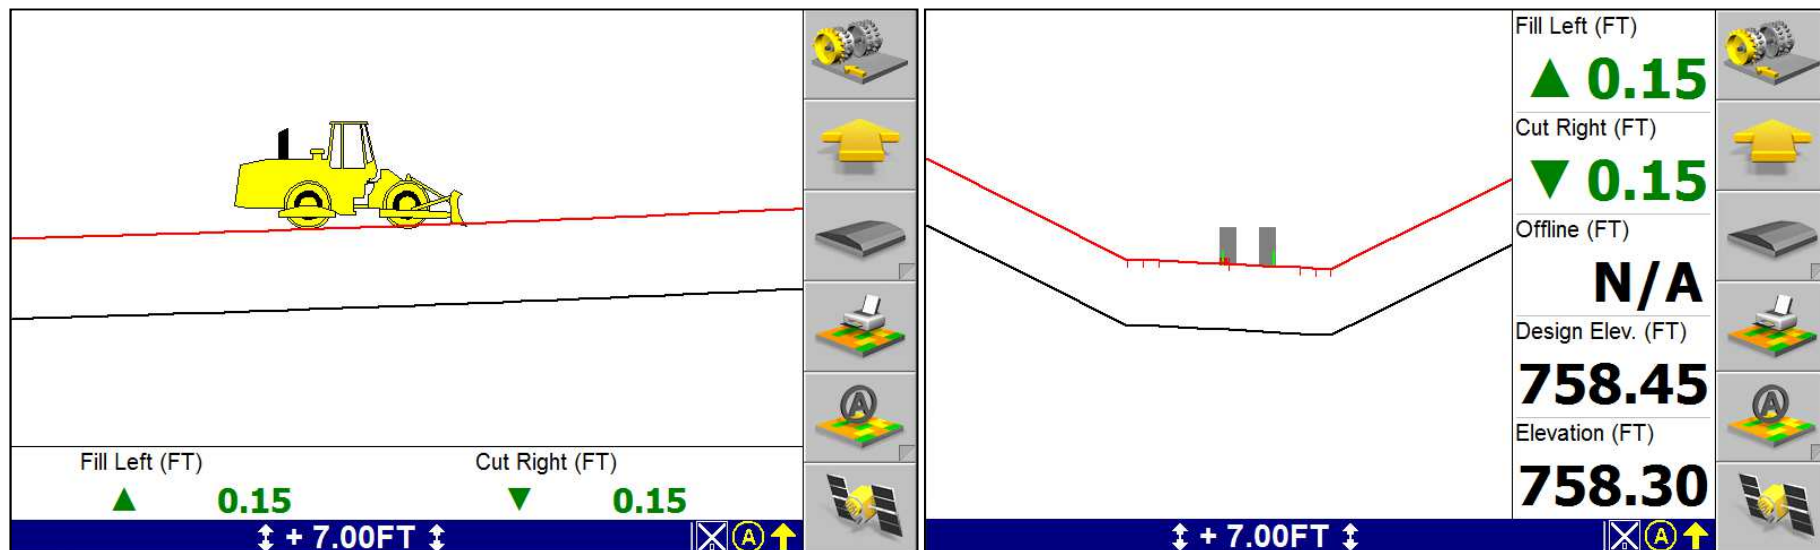 Fill Left (FT)
▲ 0.15
Cut Right (FT)
▼ 0.15
+ 7.00FT
A
Fill Left (FT)
▲ 0.15
Cut Right (FT)
▼ 0.15
Offline (FT)
N/A
Design Elev. (FT)
758.45
Elevation (FT)
758.30
+ 7.00FT
A
A
A